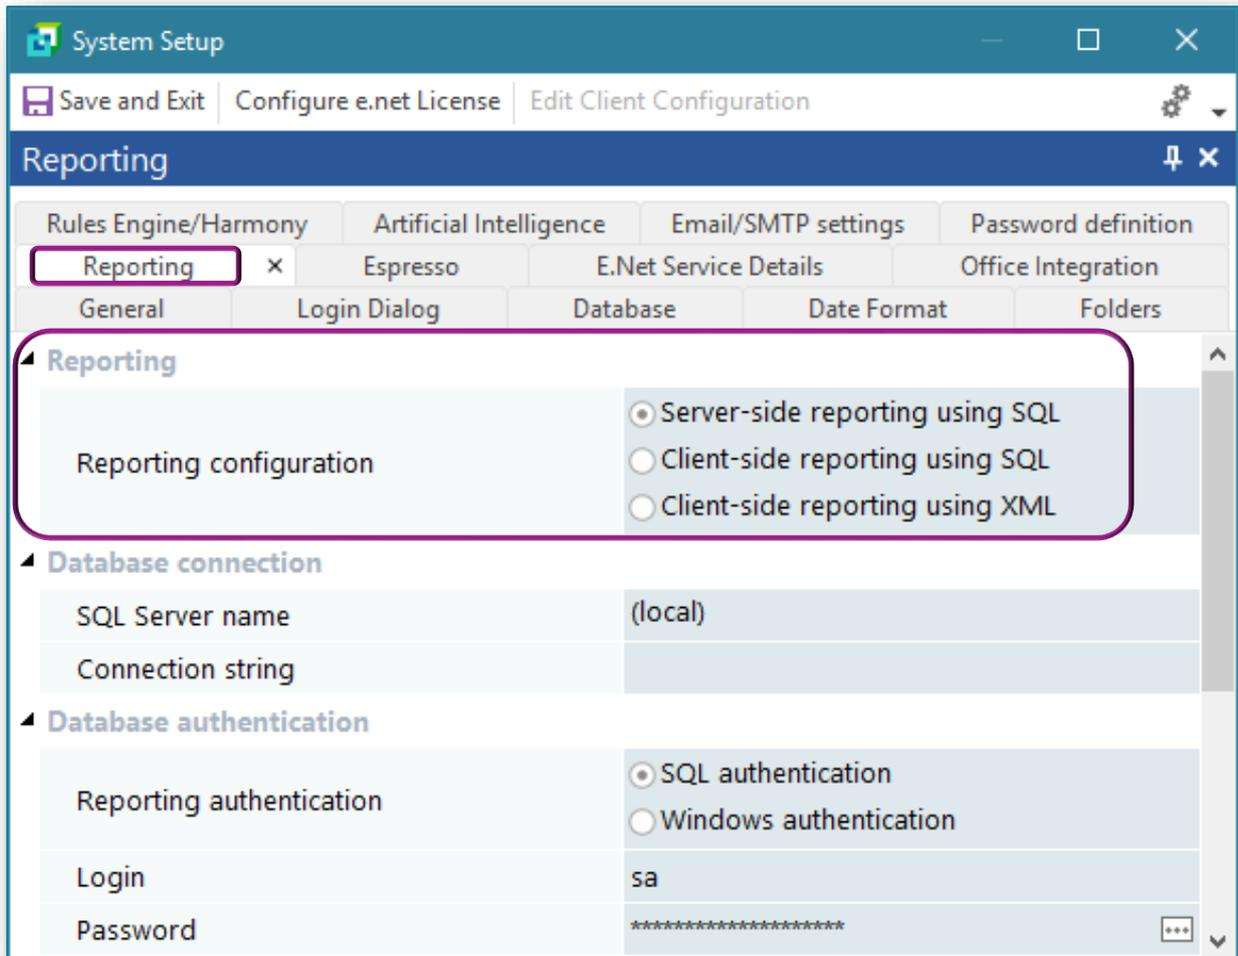 System Setup
Save and Exit Configure e.net License Edit Client Configuration
Reporting
Rules Engine/Harmony Artificial Intelligence Email/SMTP settings Password definition
Reporting Espresso E.Net Service Details Office Integration
General Login Dialog Database Date Format Folders
Reporting
Server-side reporting using SQL
Reporting configuration Client-side reporting using SQL
Client-side reporting using XML
Database connection
SQL Server name (local)
Connection string
Database authentication
SQL authentication
Reporting authentication
Windows authentication
Login sa
Password ********************